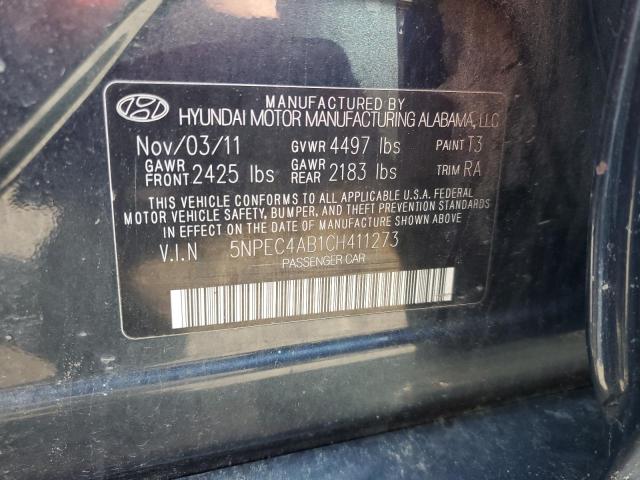 MANUFACTURED BY
HYUNDAI MOTOR MANUFACTURING ALABAMA, LLC
Nov/03/11 GVWR 4497 lbs PAINT T3
GAWR FRONT 2425 lbs GAWR REAR 2183 lbs TRIM RA
THIS VEHICLE CONFORMS TO ALL APPLICABLE U.S.A. FEDERAL
MOTOR VEHICLE SAFETY, BUMPER, AND THEFT PREVENTION STANDARDS
IN EFFECT ON THE DATE OF MANUFACTURE SHOWN ABOVE.
V.I.N 5NPEC4AB1CH411273
PASSENGER CAR